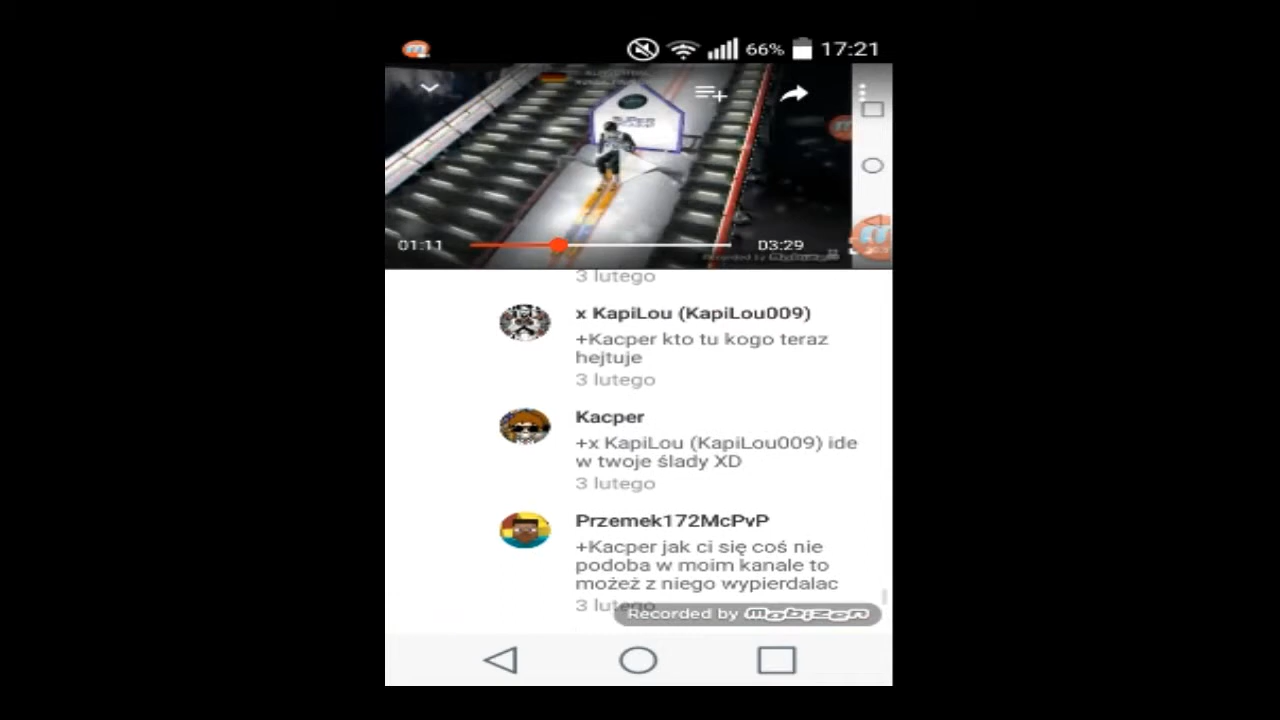 66% 17:21
01:11 03:29
Recorded by
3 lutego
x KapiLou (KapiLou009)
+Kacper kto tu kogo teraz
hejtuje
3 lutego
Kacper
+x KapiLou (KapiLou009) ide
w twoje ślady XD
3 lutego
Przemek172McPvP
+Kacper jak ci się coś nie
podoba w moim kanale to
możeż z niego wypierdalac
3 lutego
Recorded by mobizen